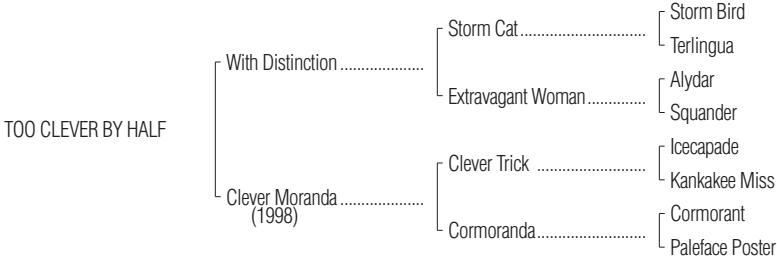 Storm Bird
Storm Cat..............................
Terlingua
With Distinction ....................
Alydar
Extravagant Woman..............
Squander
TOO CLEVER BY HALF
Icecapade
Clever Trick ..........................
Kankakee Miss
Clever Moranda ....................
(1998)
Cormorant
Cormoranda..........................
Paleface Poster